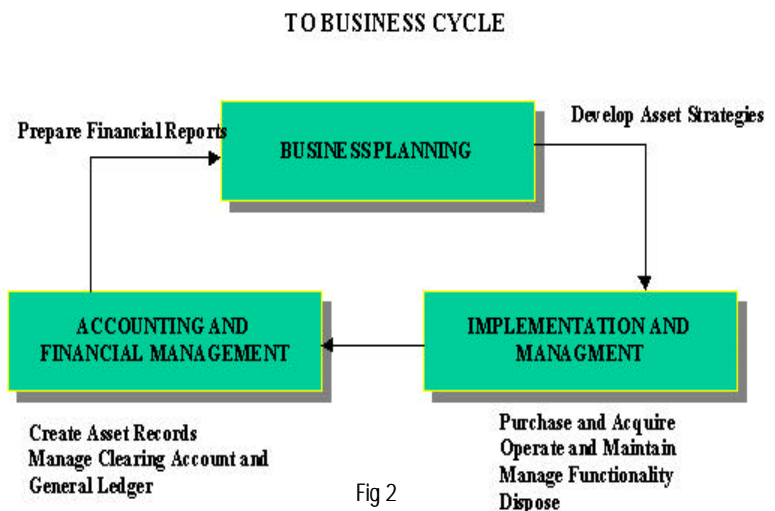 TO BUSINESS CYCLE
Prepare Financial Reports
Develop Asset Strategies
BUSINESS PLANNING
ACCOUNTING AND
FINANCIAL MANAGEMENT
IMPLEMENTATION AND
MANAGMENT
Create Asset Records
Manage Clearing Account and
General Ledger
Purchase and Acquire
Operate and Maintain
Manage Functionality
Dispose
Fig 2